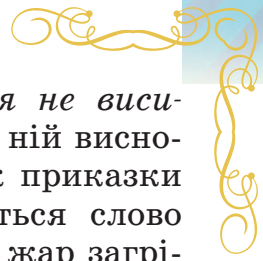 я не виси-
ній висно-
приказки
ться слово
жар загрі-